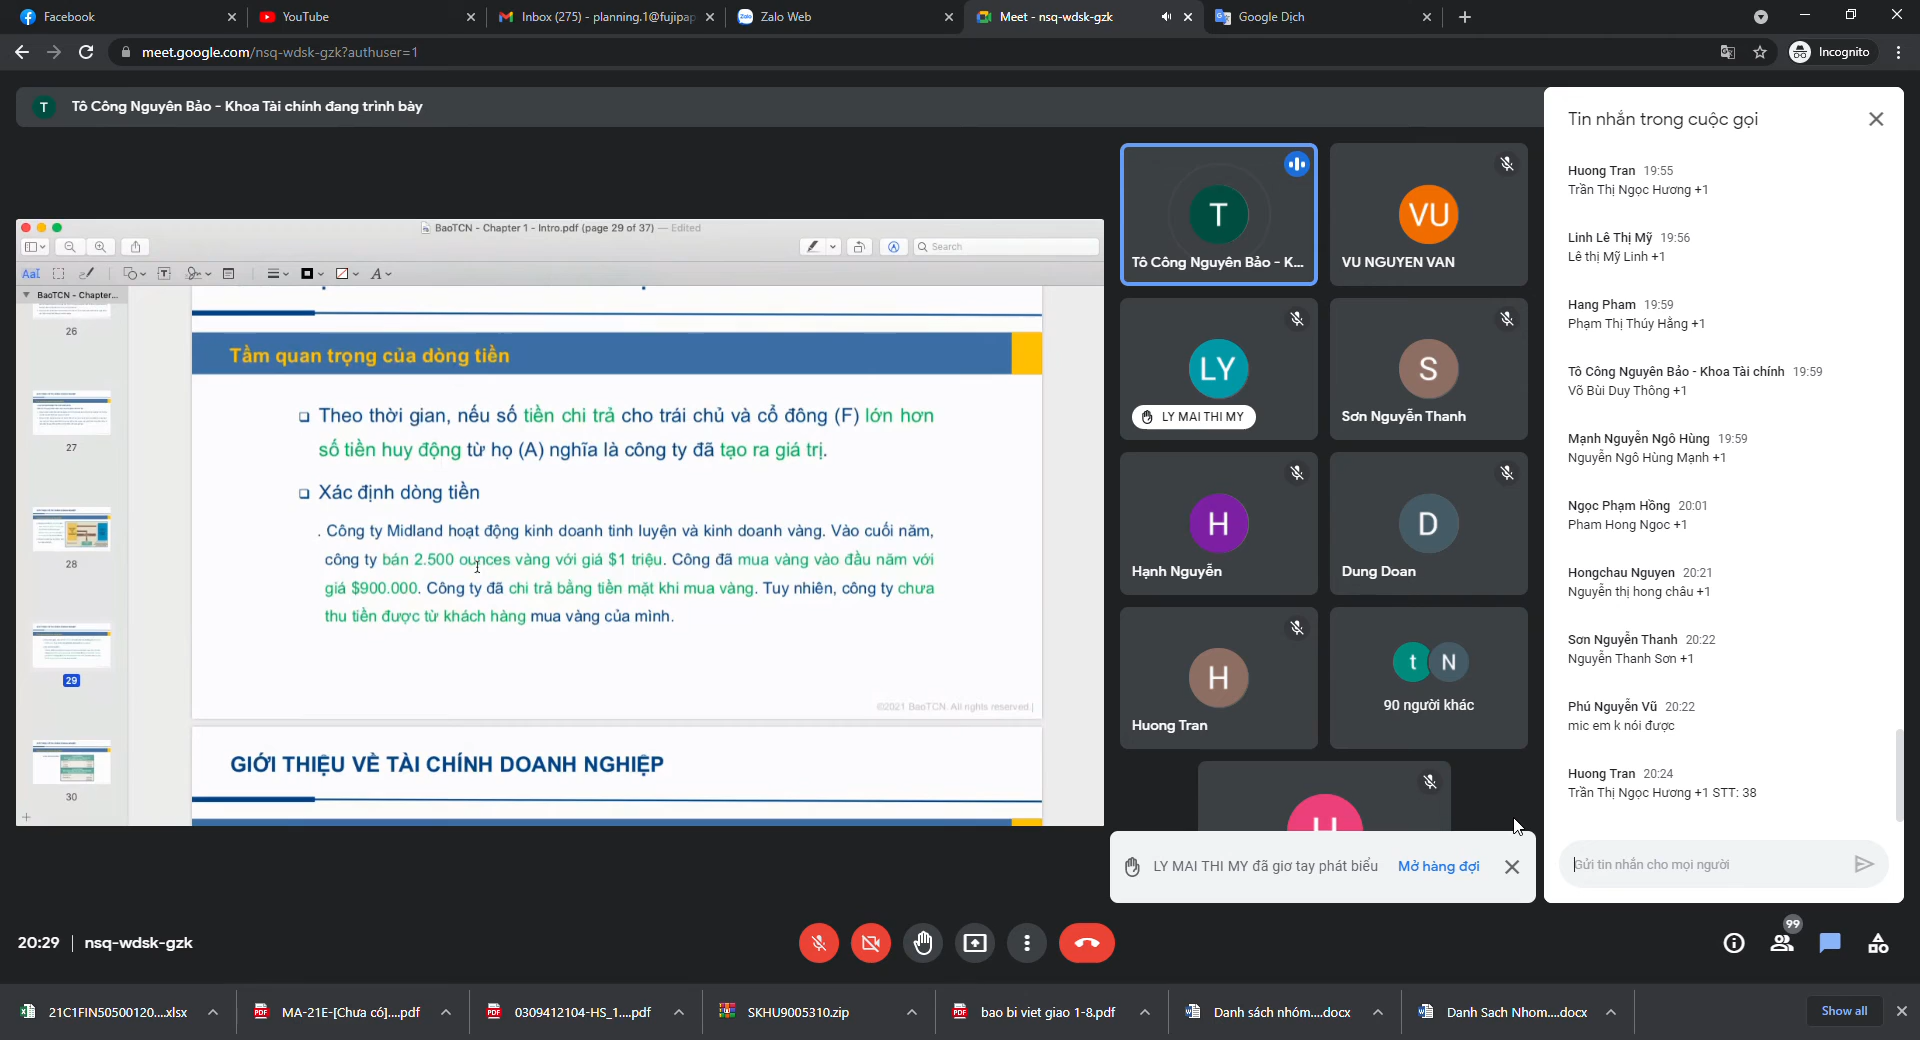 Facebook
YouTube
Inbox (275) - planning.1@fujipap
Zalo Web
Meet - nsq-wdsk-gzk
Google Dịch
meet.google.com/nsq-wdsk-gzk?authuser=1
Incognito
T Tô Công Nguyên Bảo - Khoa Tài chính đang trình bày
BaoTCN - Chapter 1 - Intro.pdf (page 29 of 37) — Edited
Search
BaoTCN - Chapter...
26
27
28
29
30
Tầm quan trọng của dòng tiền
Theo thời gian, nếu số tiền chi trả cho trái chủ và cổ đông (F) lớn hơn
số tiền huy động từ họ (A) nghĩa là công ty đã tạo ra giá trị.
Xác định dòng tiền
. Công ty Midland hoạt động kinh doanh tinh luyện và kinh doanh vàng. Vào cuối năm,
công ty bán 2.500 ounces vàng với giá $1 triệu. Công đã mua vàng vào đầu năm với
giá $900.000. Công ty đã chi trả bằng tiền mặt khi mua vàng. Tuy nhiên, công ty chưa
thu tiền được từ khách hàng mua vàng của mình.
©2021 BaoTCN. All rights reserved |
GIỚI THIỆU VỀ TÀI CHÍNH DOANH NGHIỆP
T
Tô Công Nguyên Bảo - K...
VU
VU NGUYEN VAN
LY
LY MAI THI MY
S
Sơn Nguyễn Thanh
H
Hạnh Nguyễn
D
Dung Doan
H
Huong Tran
t N
90 người khác
H
LY MAI THI MY đã giơ tay phát biểu Mở hàng đợi
Tin nhắn trong cuộc gọi
Huong Tran 19:55
Trần Thị Ngọc Hương +1
Linh Lê Thị Mỹ 19:56
Lê thị Mỹ Linh +1
Hang Pham 19:59
Phạm Thị Thúy Hằng +1
Tô Công Nguyên Bảo - Khoa Tài chính 19:59
Võ Bùi Duy Thông +1
Mạnh Nguyễn Ngô Hùng 19:59
Nguyễn Ngô Hùng Mạnh +1
Ngọc Phạm Hồng 20:01
Pham Hong Ngoc +1
Hongchau Nguyen 20:21
Nguyễn thị hong châu +1
Sơn Nguyễn Thanh 20:22
Nguyễn Thanh Sơn +1
Phú Nguyễn Vũ 20:22
mic em k nói được
Huong Tran 20:24
Trần Thị Ngọc Hương +1 STT: 38
Gửi tin nhắn cho mọi người
20:29 | nsq-wdsk-gzk
99
21C1FIN50500120....xlsx
MA-21E-[Chưa có]....pdf
0309412104-HS_1....pdf
SKHU9005310.zip
bao bi viet giao 1-8.pdf
Danh sách nhóm....docx
Danh Sach Nhom....docx
Show all